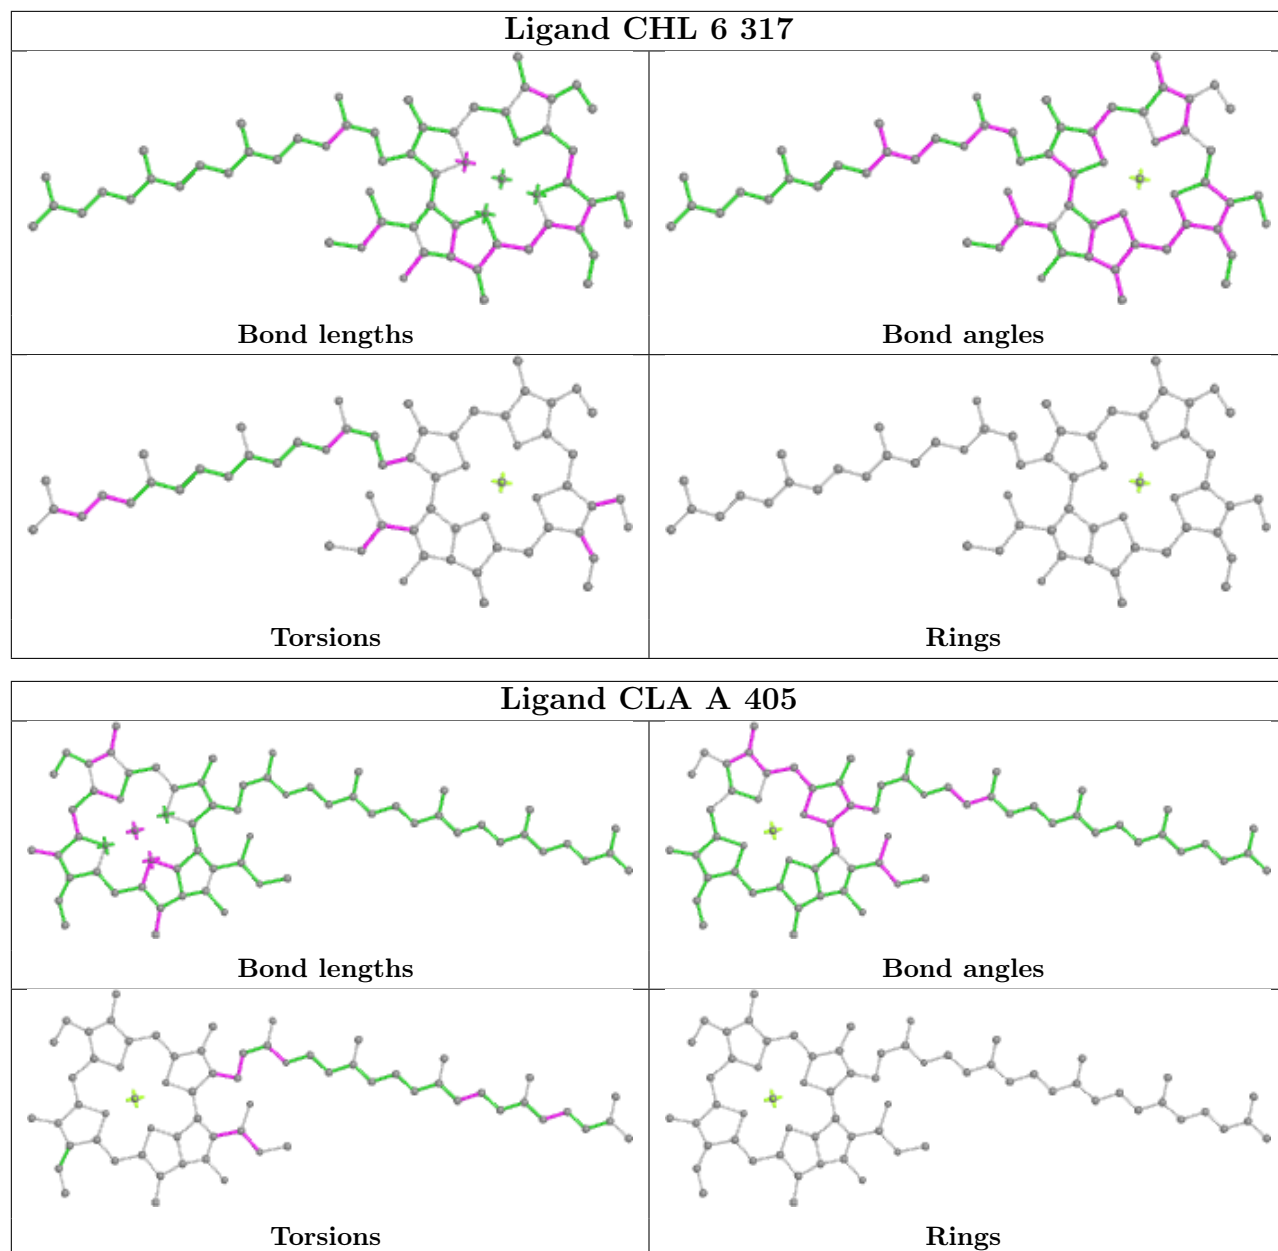 Ligand CHL 6 317
Bond lengths
Bond angles
Torsions
Rings
Ligand CLA A 405
Bond lengths
Bond angles
Torsions
Rings